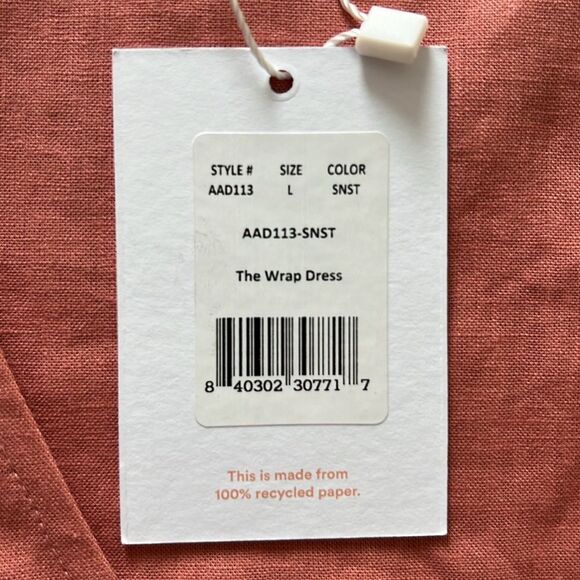 STYLE # SIZE COLOR
AAD113 L SNST
AAD113-SNST
The Wrap Dress
8 40302 30771 7
This is made from
100% recycled paper.